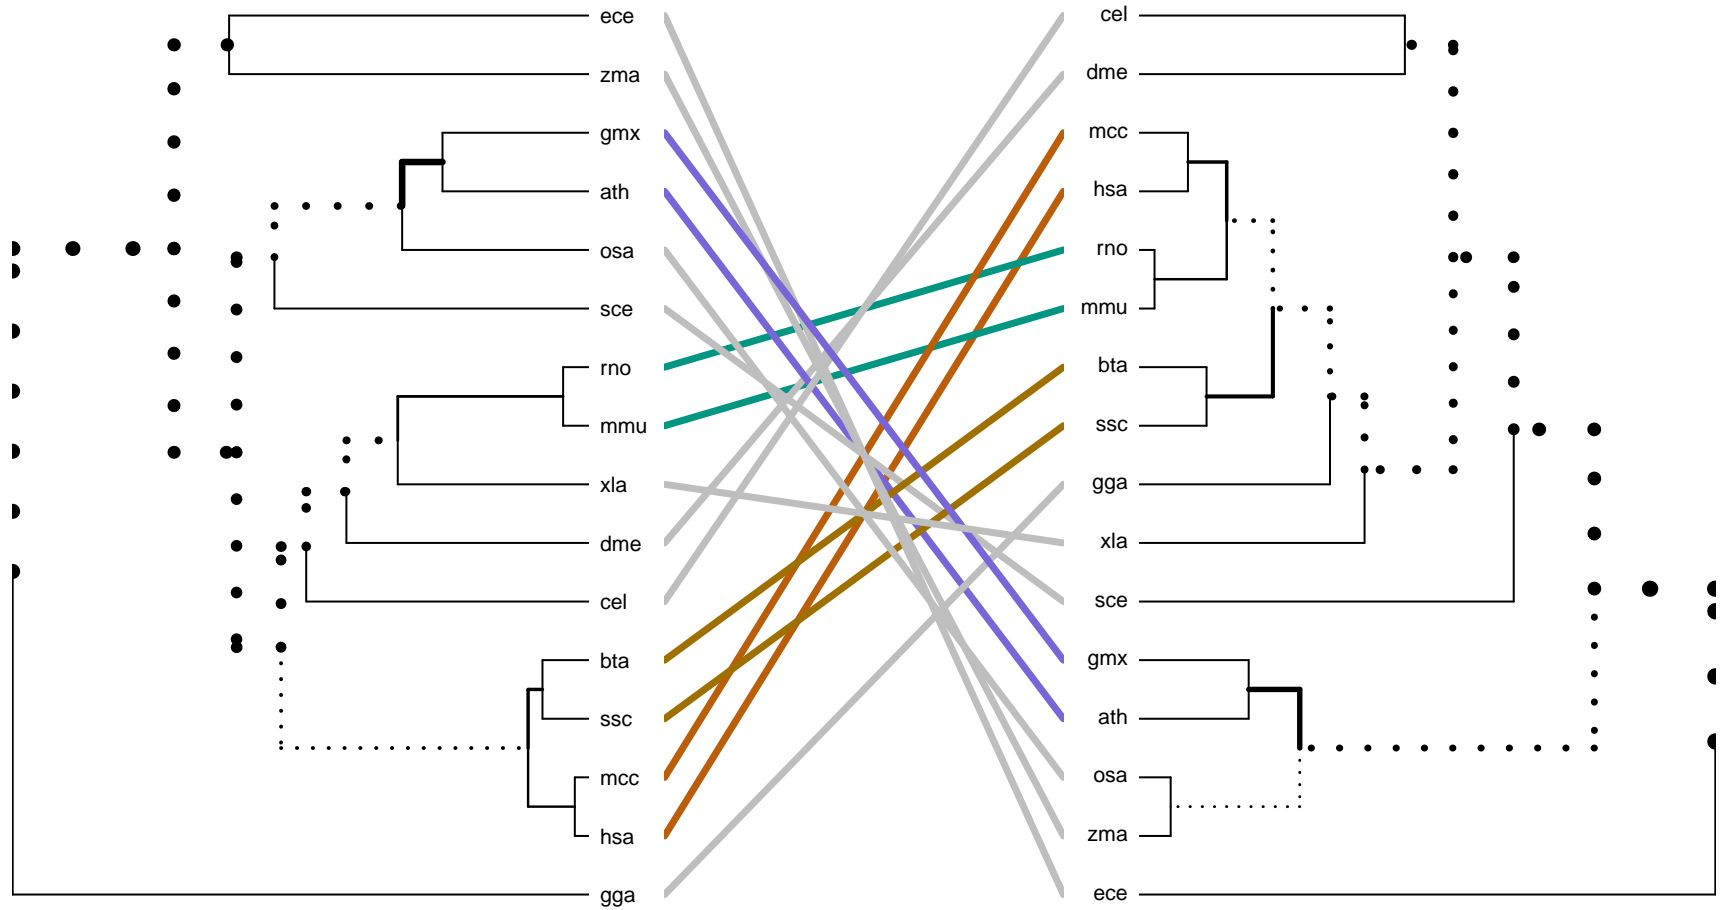 ece
zma
gmx
ath
osa
sce
rno
mmu
xla
dme
cel
bta
ssc
mcc
hsa
gga
cel
dme
mcc
hsa
rno
mmu
bta
ssc
gga
xla
sce
gmx
ath
osa
zma
ece